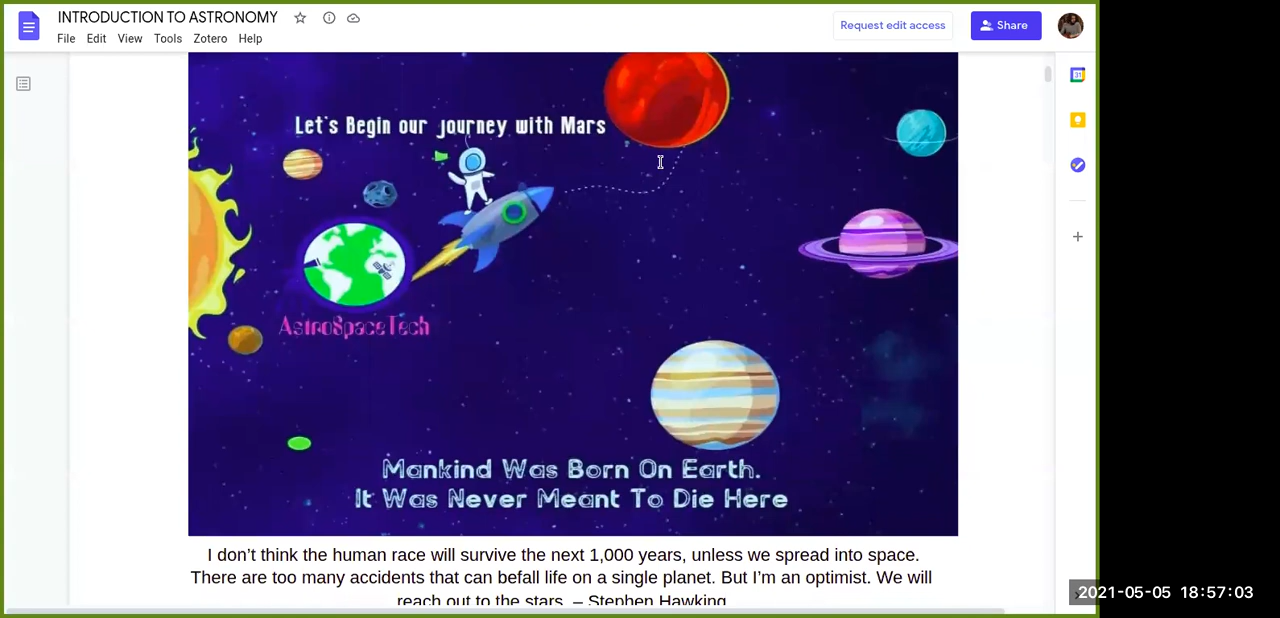 INTRODUCTION TO ASTRONOMY
File Edit View Tools Zotero Help
Request edit access
Share
31
Let's Begin our journey with Mars
AstroSpaceTech
Mankind Was Born On Earth.
It Was Never Meant To Die Here
I don’t think the human race will survive the next 1,000 years, unless we spread into space.
There are too many accidents that can befall life on a single planet. But I’m an optimist. We will
reach out to the stars. – Stephen Hawking
2021-05-05 18:57:03